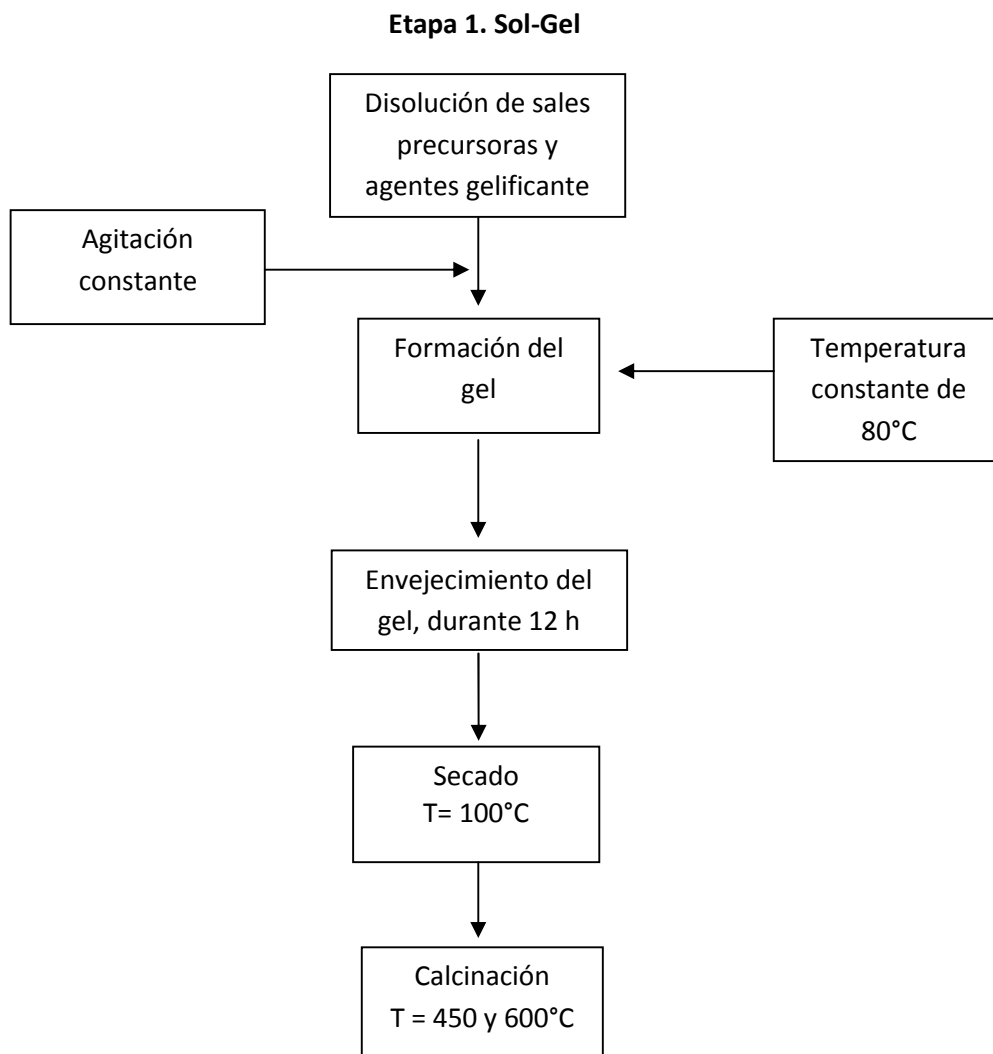 Etapa 1. Sol-Gel
Disolución de sales
precursoras y
agentes gelificante
Agitación
constante
Formación del
gel
Temperatura
constante de
80°C
Envejecimiento del
gel, durante 12 h
Secado
T= 100°C
Calcinación
T = 450 y 600°C